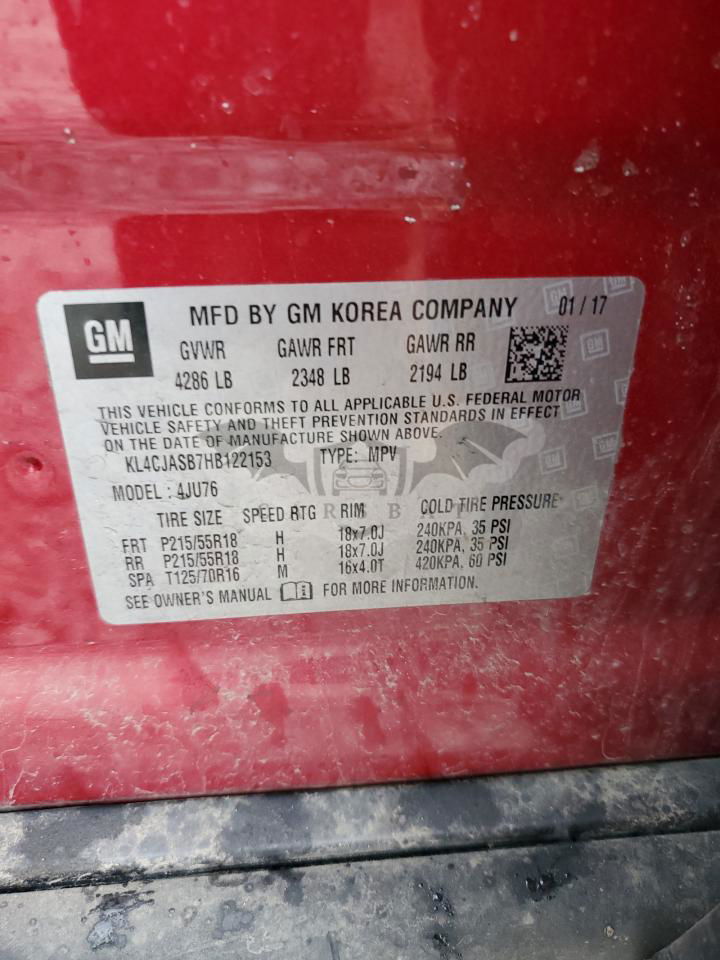 GM
MFD BY GM KOREA COMPANY 01 / 17
GVWR GAWR FRT GAWR RR
4286 LB 2348 LB 2194 LB
THIS VEHICLE CONFORMS TO ALL APPLICABLE U.S. FEDERAL MOTOR
VEHICLE SAFETY AND THEFT PREVENTION STANDARDS IN EFFECT
ON THE DATE OF MANUFACTURE SHOWN ABOVE.
KL4CJASB7HB122153 TYPE: MPV
MODEL : 4JU76
TIRE SIZE SPEED RTG RIM COLD TIRE PRESSURE
FRT P215/55R18 H 18x7.0J 240KPA, 35 PSI
RR P215/55R18 H 18x7.0J 240KPA, 35 PSI
SPA T125/70R16 M 16x4.0T 420KPA, 60 PSI
SEE OWNER'S MANUAL FOR MORE INFORMATION.